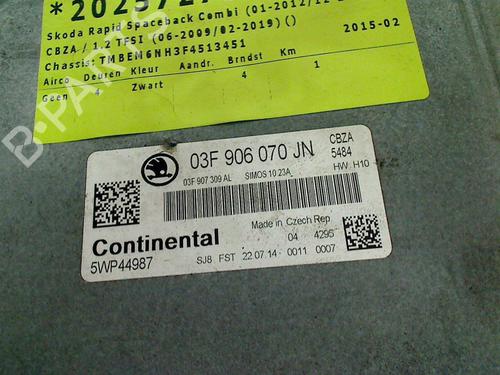 Skoda Rapid Spaceback Combi (01-2012/12-2
CBZA / 1.2 TFSI (06-2009/02-2019) ()
Chassis: TMBEM6NH3F4513451
2015-02
Airco Deuren Kleur Aandr. Brndst Km
Geen 4 Zwart 4 1
B-PARTS
03F 906 070 JN CBZA
5484
03F 907 309 AL SIMOS 10.23A HW: H10
Continental Made in Czech Rep
04 4295
5WP44987 SJ8 FST 22.07.14 0011 0007